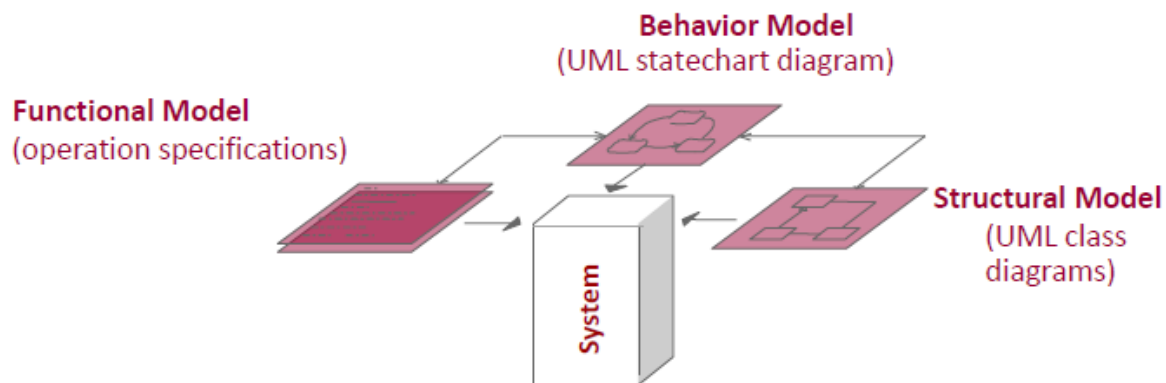 Behavior Model
(UML statechart diagram)
Functional Model
(operation specifications)
Structural Model
(UML class
diagrams)
System